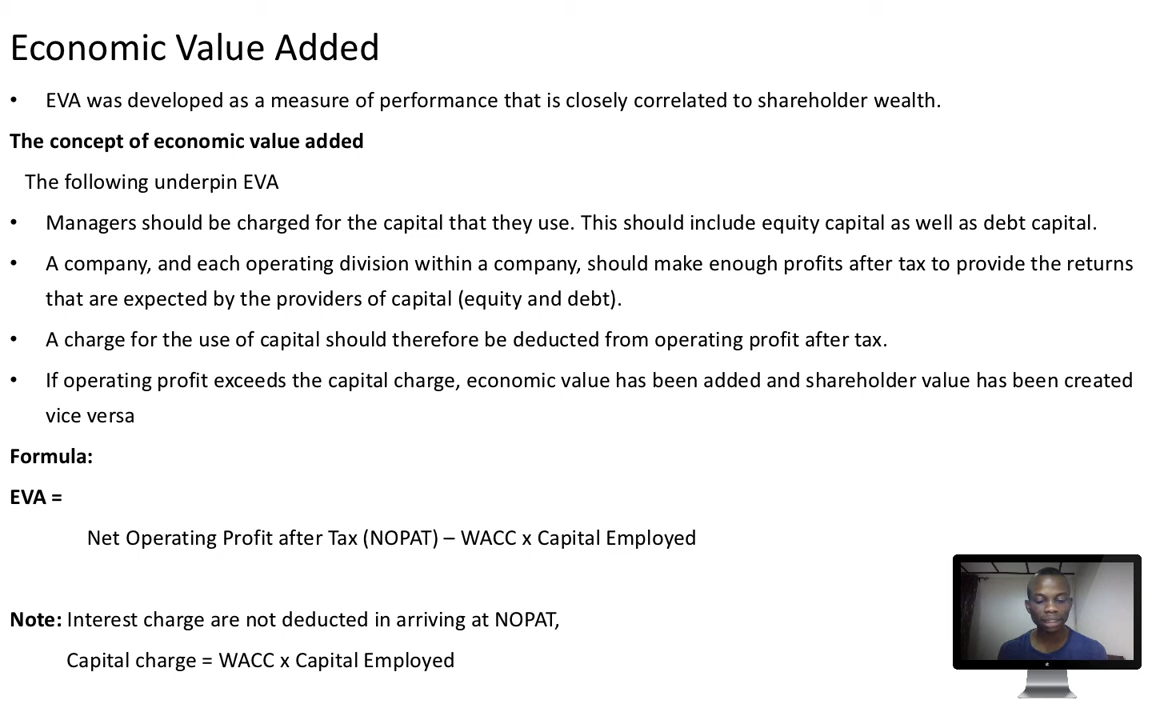 Economic Value Added
• EVA was developed as a measure of performance that is closely correlated to shareholder wealth.
The concept of economic value added
The following underpin EVA
• Managers should be charged for the capital that they use. This should include equity capital as well as debt capital.
• A company, and each operating division within a company, should make enough profits after tax to provide the returns
that are expected by the providers of capital (equity and debt).
• A charge for the use of capital should therefore be deducted from operating profit after tax.
• If operating profit exceeds the capital charge, economic value has been added and shareholder value has been created
vice versa
Formula:
EVA =
Net Operating Profit after Tax (NOPAT) – WACC x Capital Employed
Note: Interest charge are not deducted in arriving at NOPAT,
Capital charge = WACC x Capital Employed